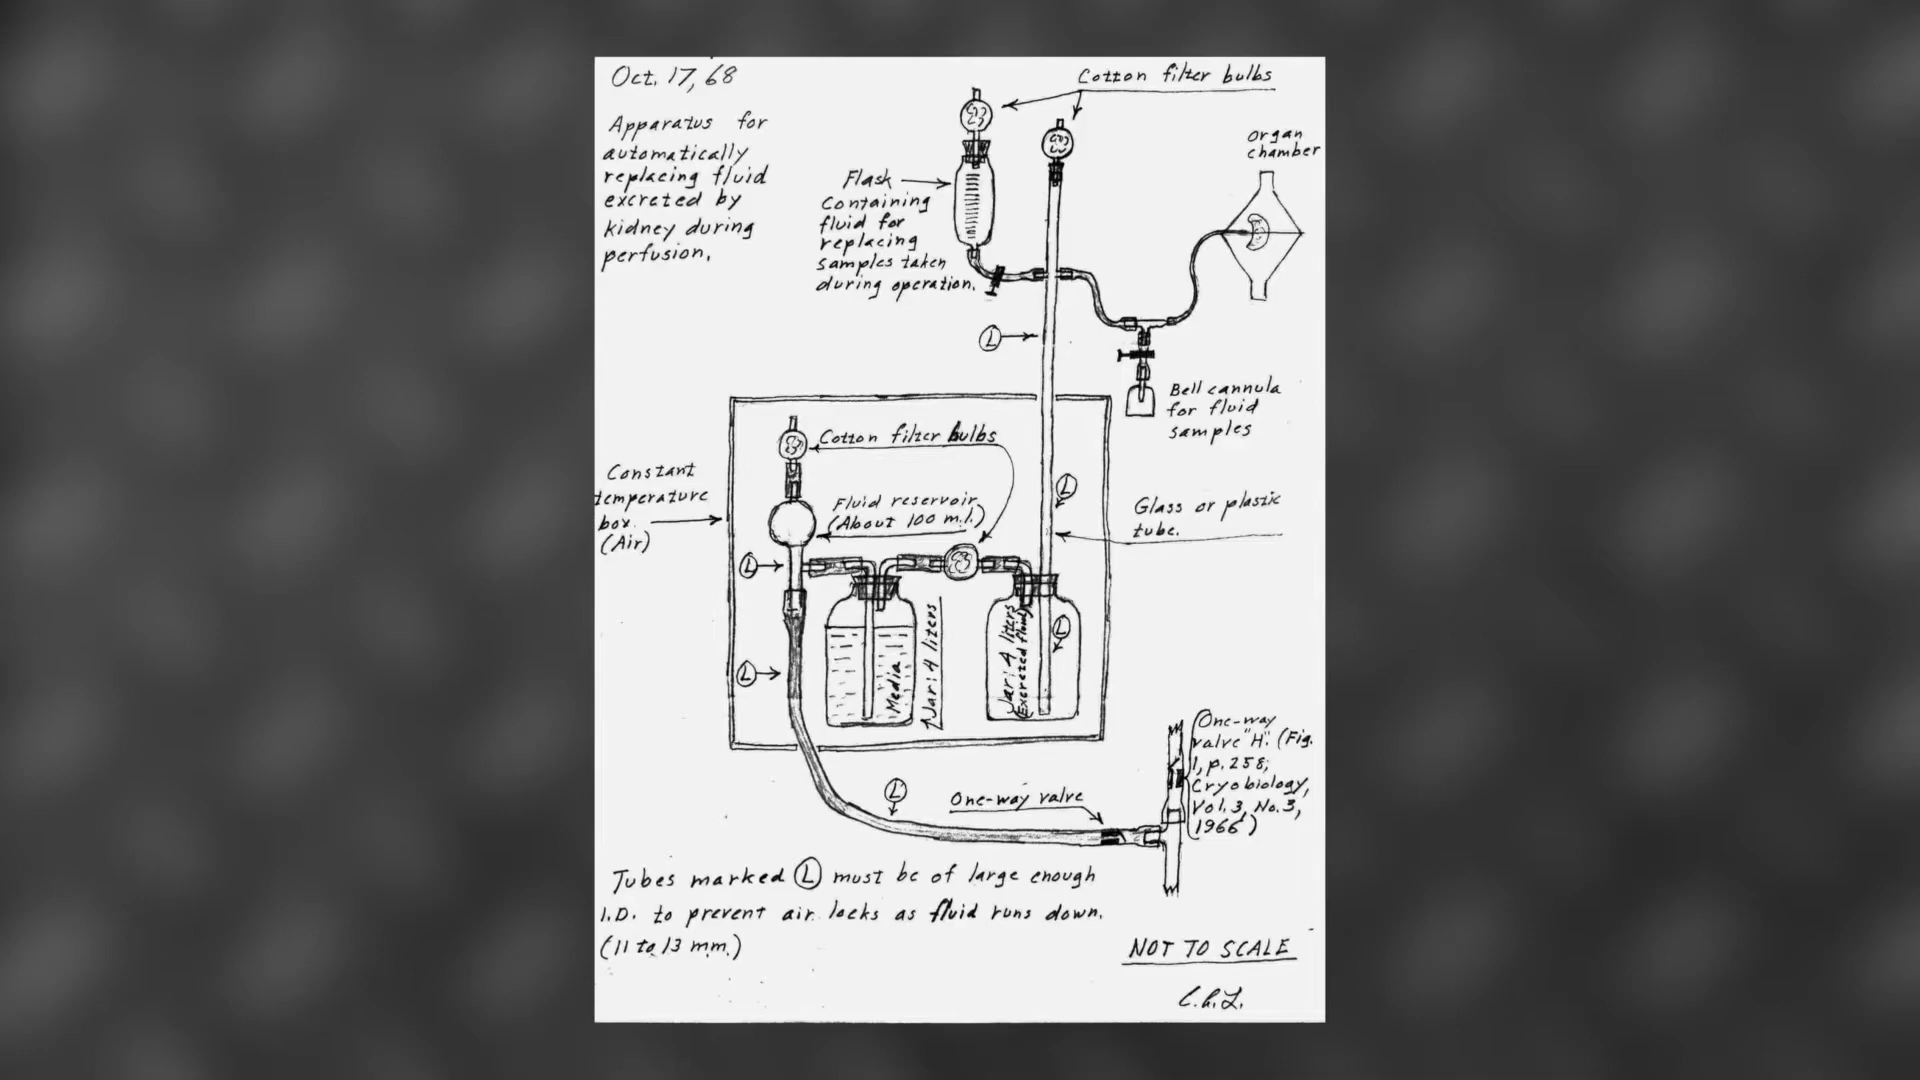 Oct. 17, 68
Apparatus for
automatically
replacing fluid
excreted by
kidney during
perfusion.
Cotton filter bulbs
Organ
chamber
Flask
Containing
fluid for
replacing
samples taken
during operation.
L
Bell cannula
for fluid
samples
Cotton filter bulbs
Constant
temperature
box.
(Air)
Fluid reservoir
(About 100 m.l.)
L
Glass or plastic
tube.
L
L
L
Media
Jar: 4 liters
Jar: 4 liters
(Excreted fluid)
One-way
valve "H". (Fig.
1, p. 258;
Cryobiology,
Vol. 3, No. 3,
1966)
L
One-way valve
Tubes marked L must be of large enough
I.D. to prevent air locks as fluid runs down.
(11 to 13 mm.)
NOT TO SCALE
C.A.L.